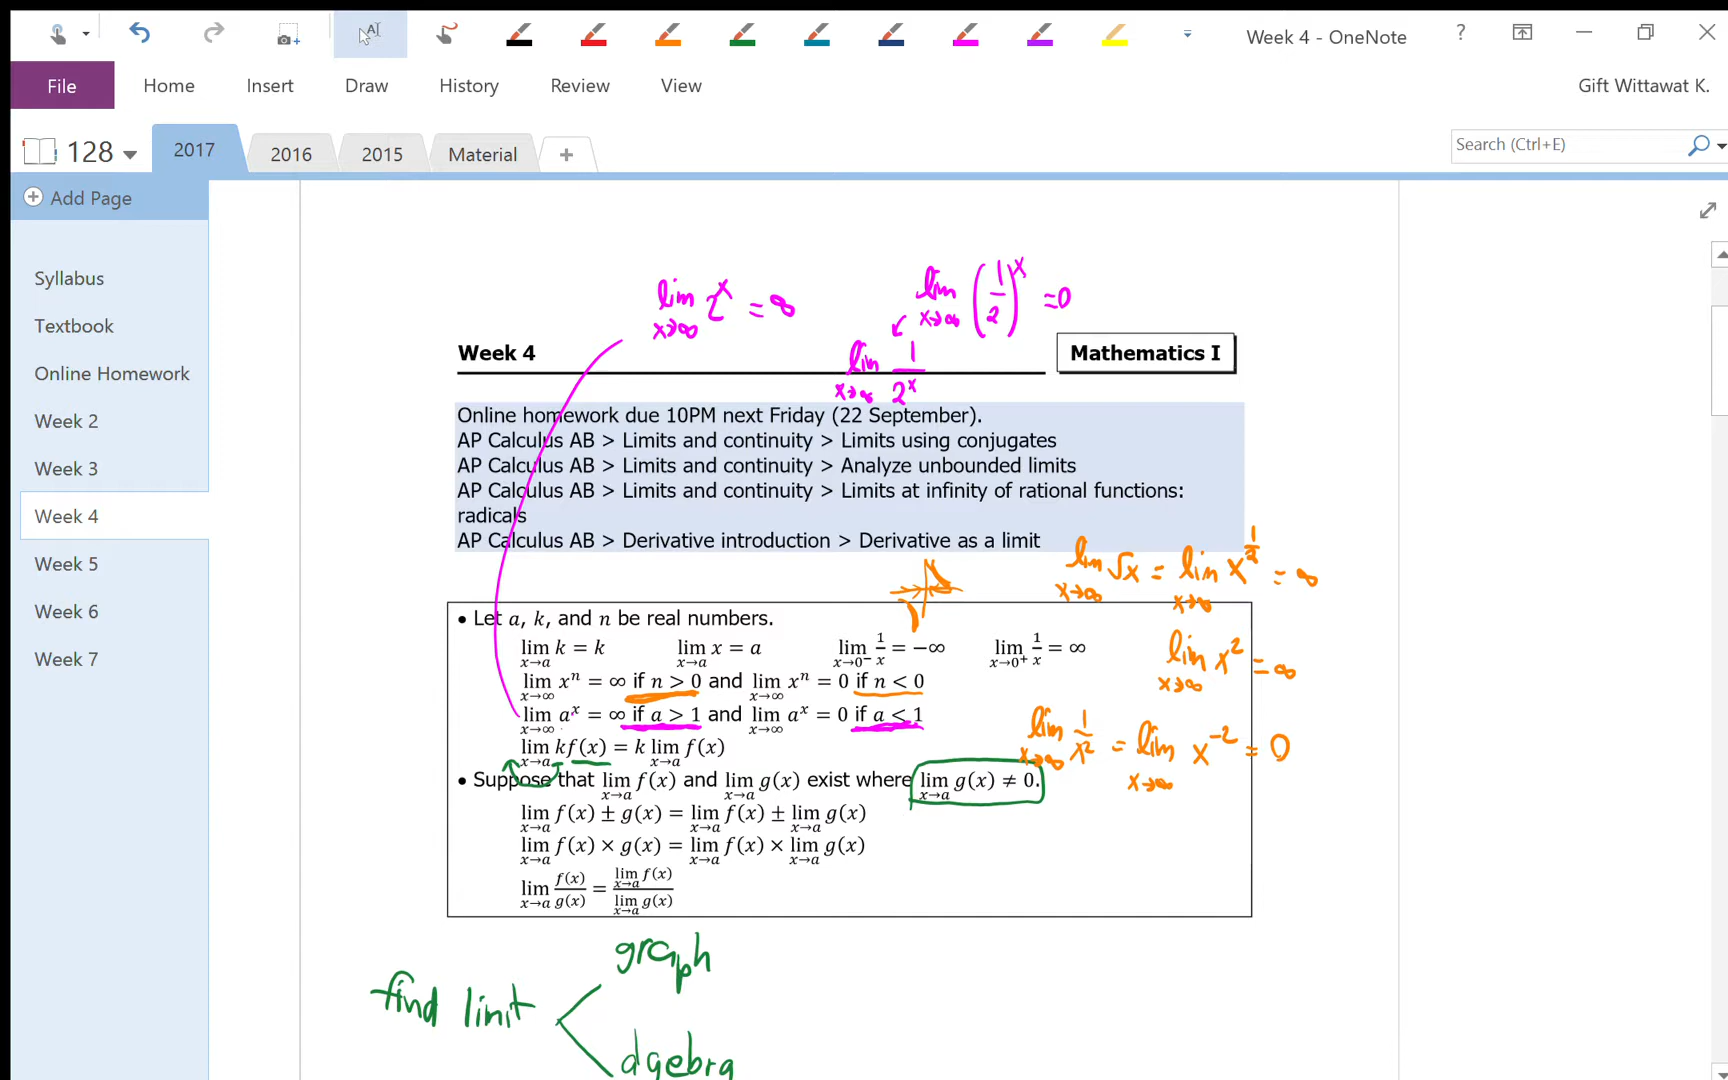 Week 4 - OneNote
?
File
Home
Insert
Draw
History
Review
View
Gift Wittawat K.
128
2017
2016
2015
Material
Search (Ctrl+E)
Add Page
Syllabus
Textbook
Online Homework
Week 2
Week 3
Week 4
Week 5
Week 6
Week 7
lim x→∞ 2^x = ∞
lim x→∞ (1/2)^x = 0
lim x→∞ 1/2^x
Week 4
Mathematics I
Online homework due 10PM next Friday (22 September).
AP Calculus AB > Limits and continuity > Limits using conjugates
AP Calculus AB > Limits and continuity > Analyze unbounded limits
AP Calculus AB > Limits and continuity > Limits at infinity of rational functions:
radicals
AP Calculus AB > Derivative introduction > Derivative as a limit
lim x→∞ √x = lim x→∞ x^(1/2) = ∞
• Let a, k, and n be real numbers.
lim x→a k = k lim x→a x = a lim x→0⁻ 1/x = −∞ lim x→0⁺ 1/x = ∞
lim x→∞ x² = ∞
lim x→∞ xⁿ = ∞ if n > 0 and lim x→∞ xⁿ = 0 if n < 0
lim x→∞ aˣ = ∞ if a > 1 and lim x→∞ aˣ = 0 if a < 1
lim x→∞ 1/x² = lim x→∞ x⁻² = 0
lim x→a kf(x) = k lim x→a f(x)
• Suppose that lim x→a f(x) and lim x→a g(x) exist where lim x→a g(x) ≠ 0.
lim x→a f(x) ± g(x) = lim x→a f(x) ± lim x→a g(x)
lim x→a f(x) × g(x) = lim x→a f(x) × lim x→a g(x)
lim x→a f(x)/g(x) = lim x→a f(x) / lim x→a g(x)
graph
find limit
algebra